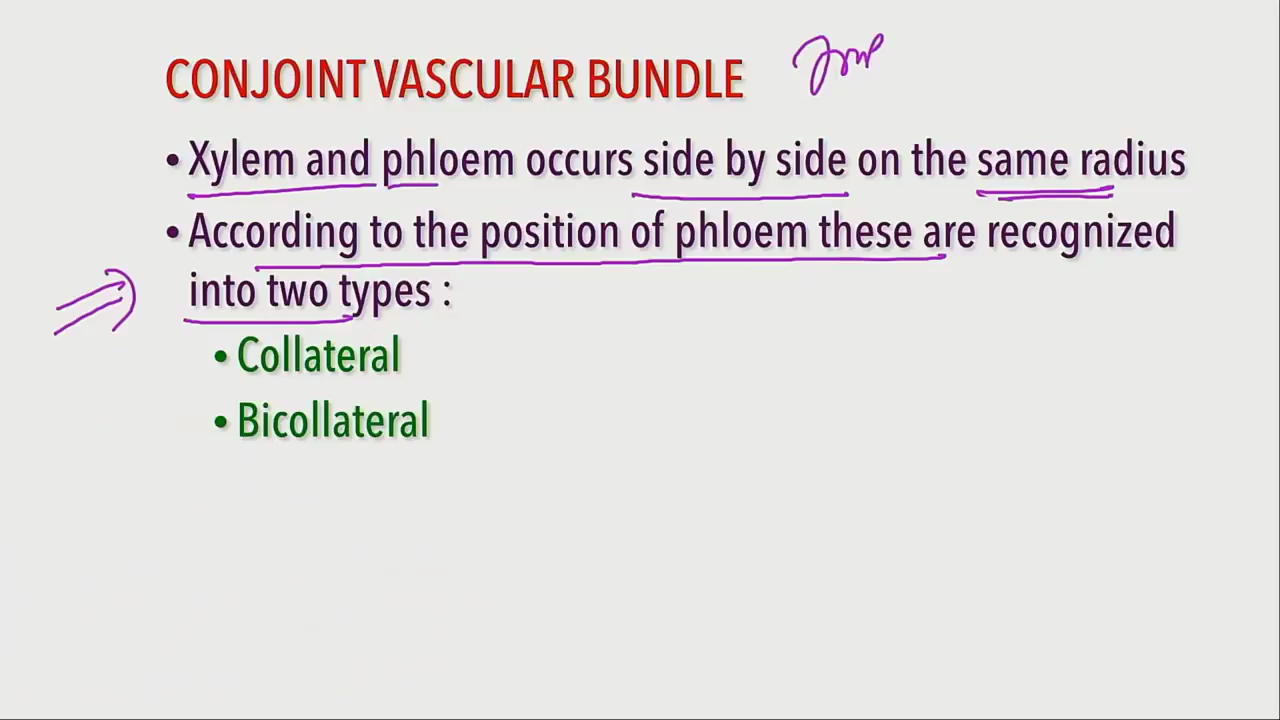 CONJOINT VASCULAR BUNDLE
• Xylem and phloem occurs side by side on the same radius
• According to the position of phloem these are recognized
into two types :
• Collateral
• Bicollateral